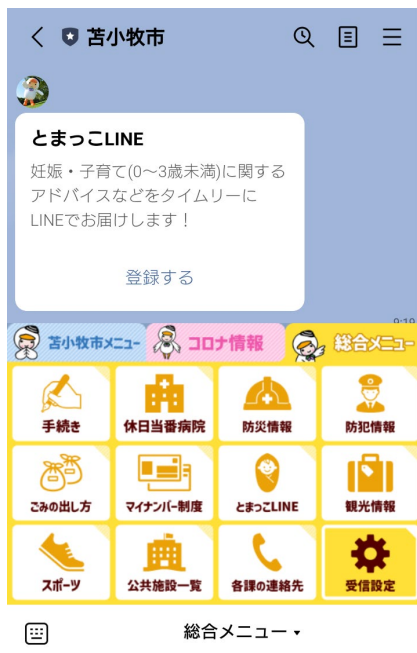 苫小牧市
とまっこLINE
妊娠・子育て(0〜3歳未満)に関する
アドバイスなどをタイムリーに
LINEでお届けします！
登録する
9:19
苫小牧市メニュー
コロナ情報
総合メニュー
手続き
休日当番病院
防災情報
防犯情報
ごみの出し方
マイナンバー制度
とまっこLINE
観光情報
スポーツ
公共施設一覧
各課の連絡先
受信設定
総合メニュー ▾